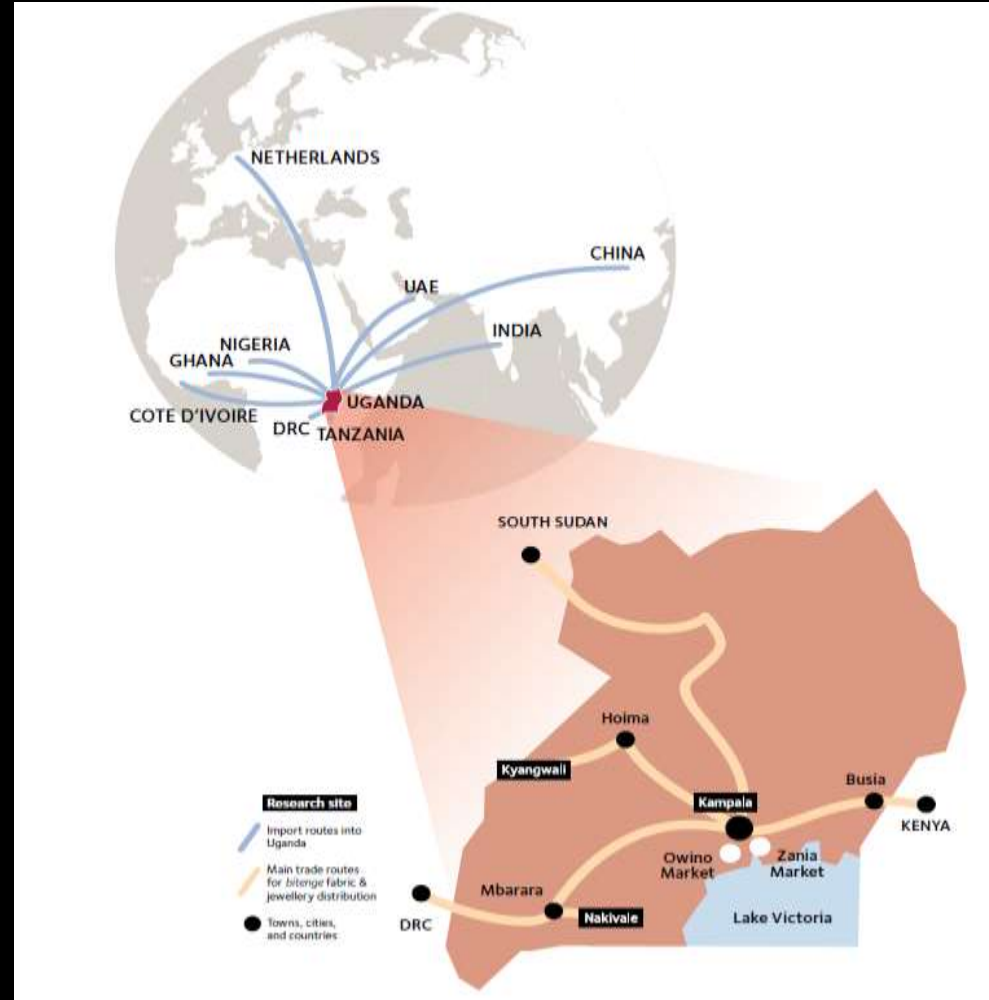 NETHERLANDS
CHINA
UAE
INDIA
NIGERIA
GHANA
UGANDA
COTE D'IVOIRE
DRC
TANZANIA
SOUTH SUDAN
Hoima
Kyangwali
Busia
Kampala
KENYA
Owino
Market
Zania
Market
Mbarara
Nakivale
Lake Victoria
DRC
Research site
Import routes into
Uganda
Main trade routes
for bitenge fabric &
jewellery distribution
Towns, cities,
and countries